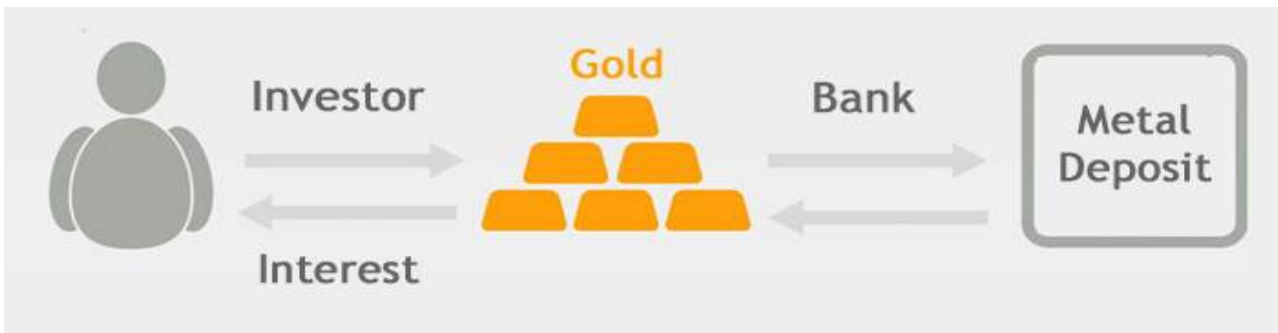 Investor
Gold
Bank
Metal
Deposit
Interest